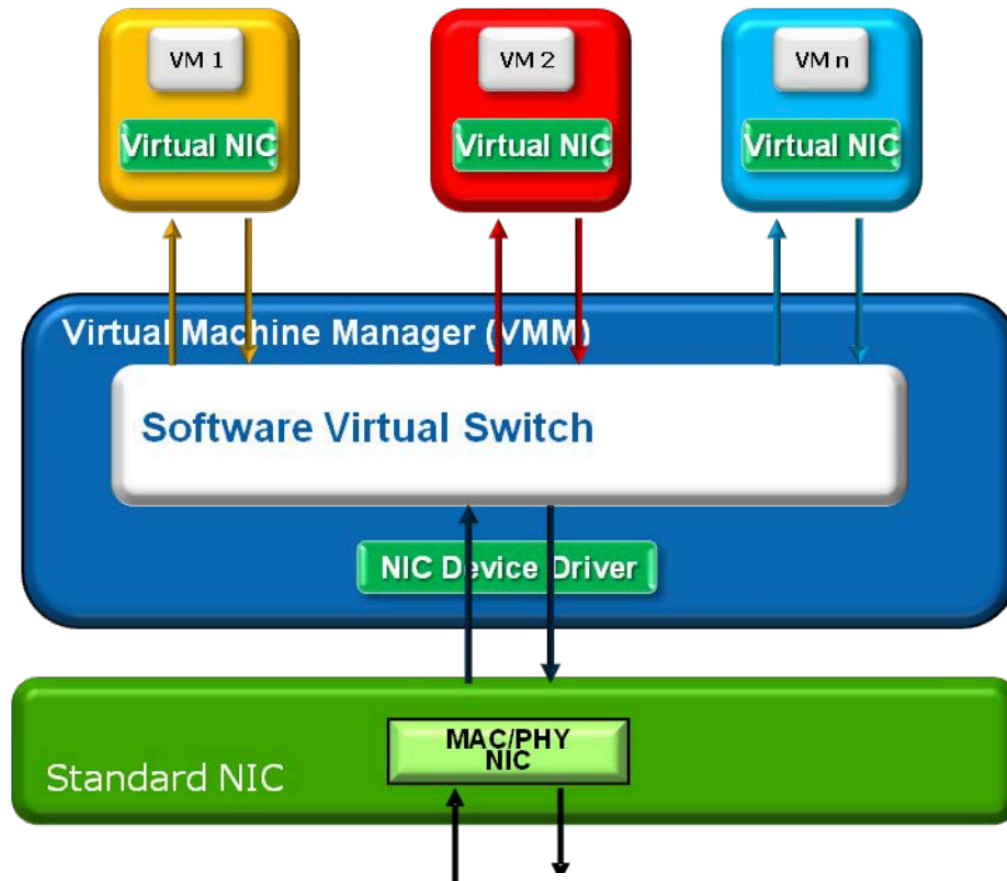 VM 1
VM 2
VM n
Virtual NIC
Virtual NIC
Virtual NIC
Virtual Machine Manager (VMM)
Software Virtual Switch
NIC Device Driver
MAC/PHY
NIC
Standard NIC